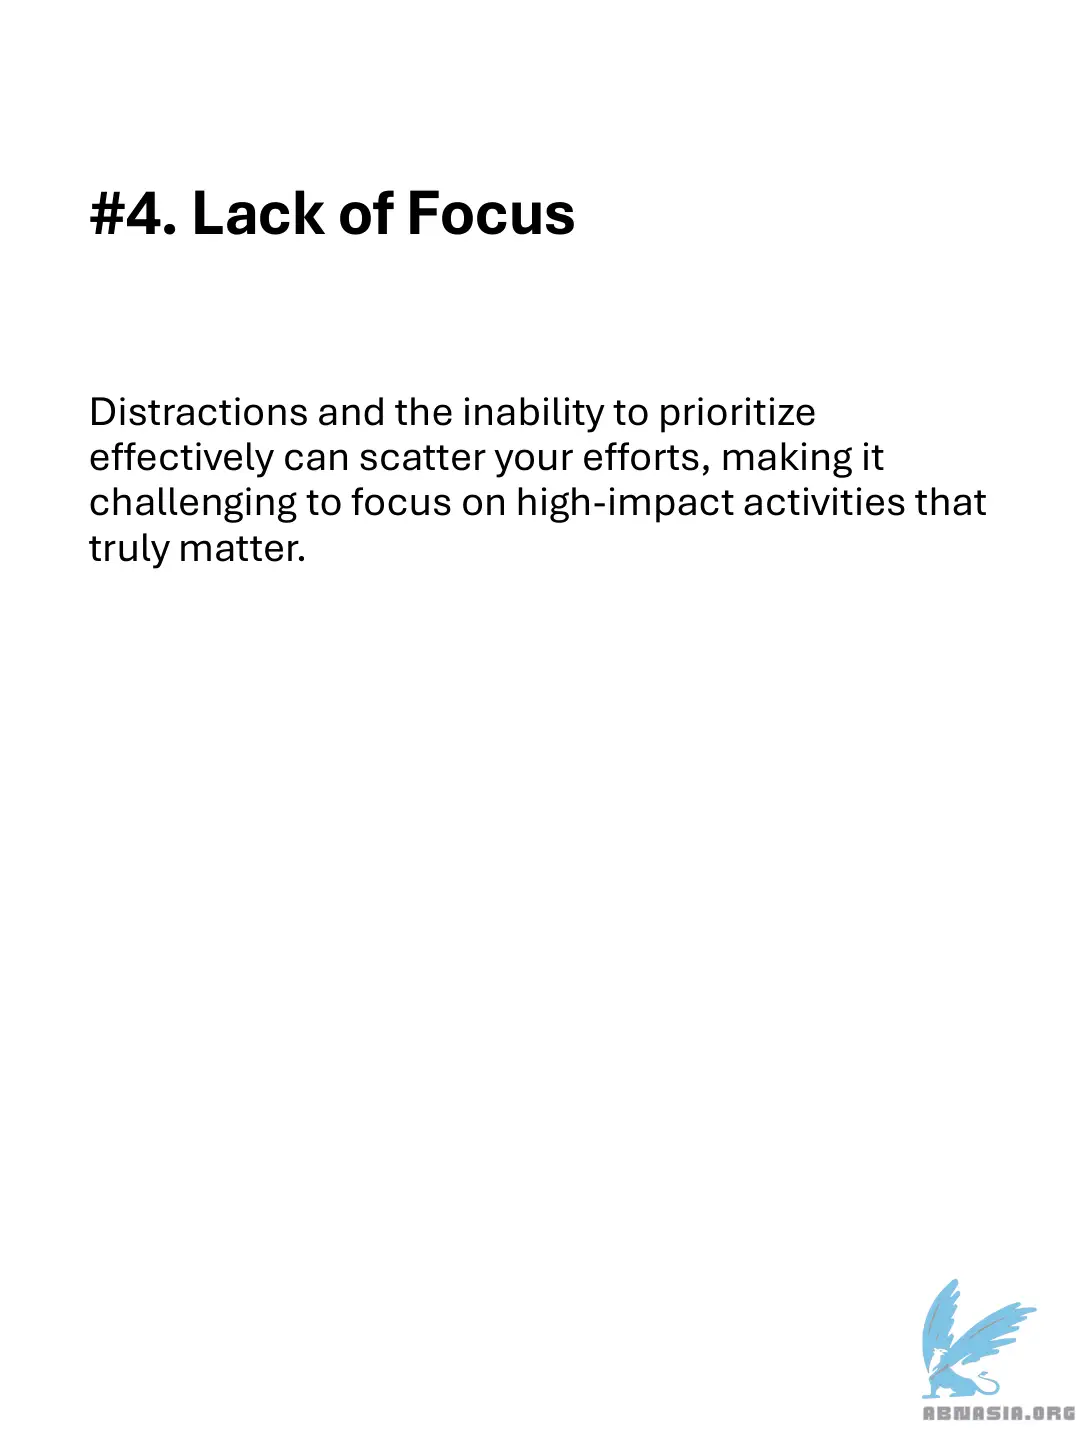 #4. Lack of Focus
Distractions and the inability to prioritize
effectively can scatter your efforts, making it
challenging to focus on high-impact activities that
truly matter.
ABNASIA.ORG